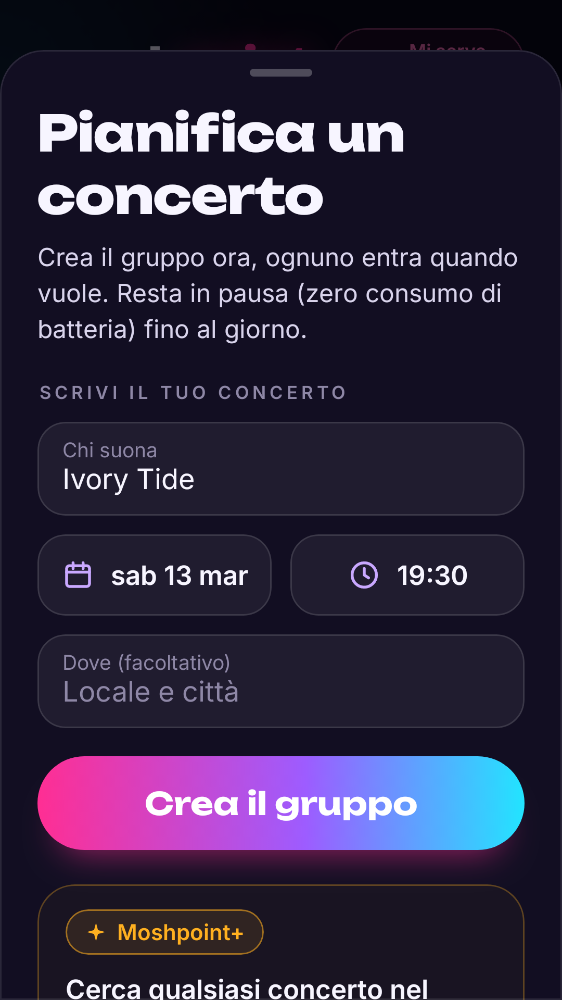 Mi serve
Pianifica un
concerto
Crea il gruppo ora, ognuno entra quando
vuole. Resta in pausa (zero consumo di
batteria) fino al giorno.
SCRIVI IL TUO CONCERTO
Chi suona
Ivory Tide
sab 13 mar
19:30
Dove (facoltativo)
Locale e città
Crea il gruppo
Moshpoint+
Cerca qualsiasi concerto nel